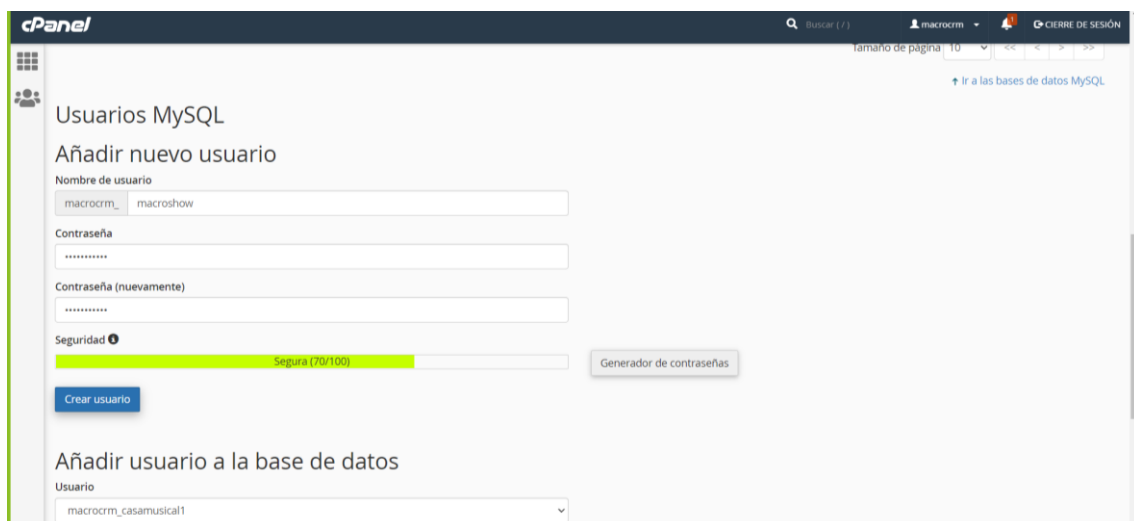 cPanel
Buscar ( / )
macrocrm
1
CIERRE DE SESIÓN
Tamaño de página 10 << < > >>
Ir a las bases de datos MySQL
Usuarios MySQL
Añadir nuevo usuario
Nombre de usuario
macrocrm_ macroshow
Contraseña
•••••••••••
Contraseña (nuevamente)
•••••••••••
Seguridad
Segura (70/100)
Generador de contraseñas
Crear usuario
Añadir usuario a la base de datos
Usuario
macrocrm_casamusical1